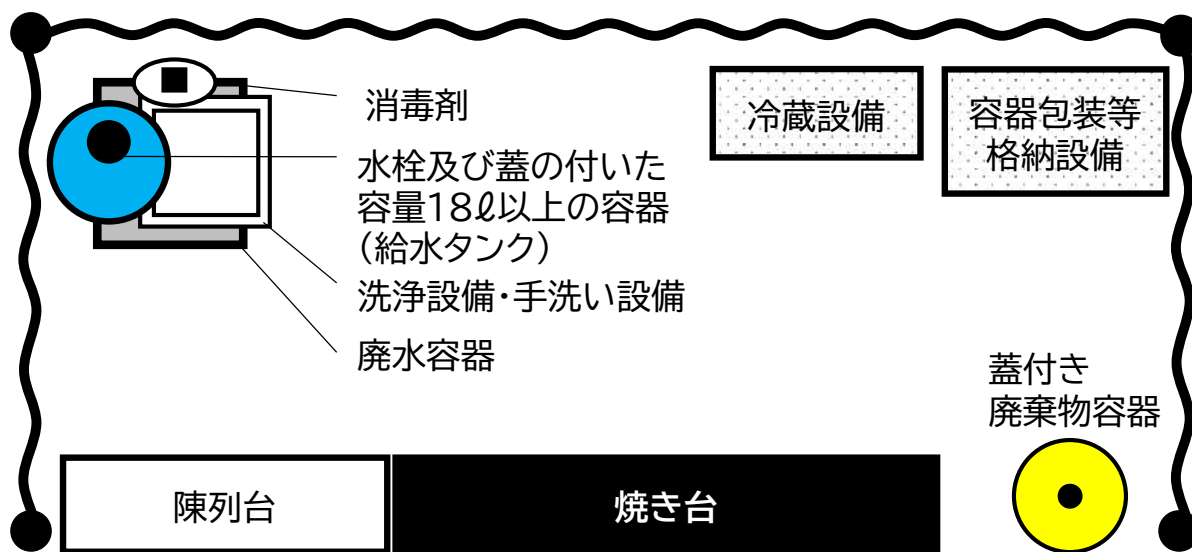 消毒剤
水栓及び蓋の付いた
容量18ℓ以上の容器
(給水タンク)
洗浄設備・手洗い設備
廃水容器
冷蔵設備
容器包装等
格納設備
蓋付き
廃棄物容器
陳列台
焼き台